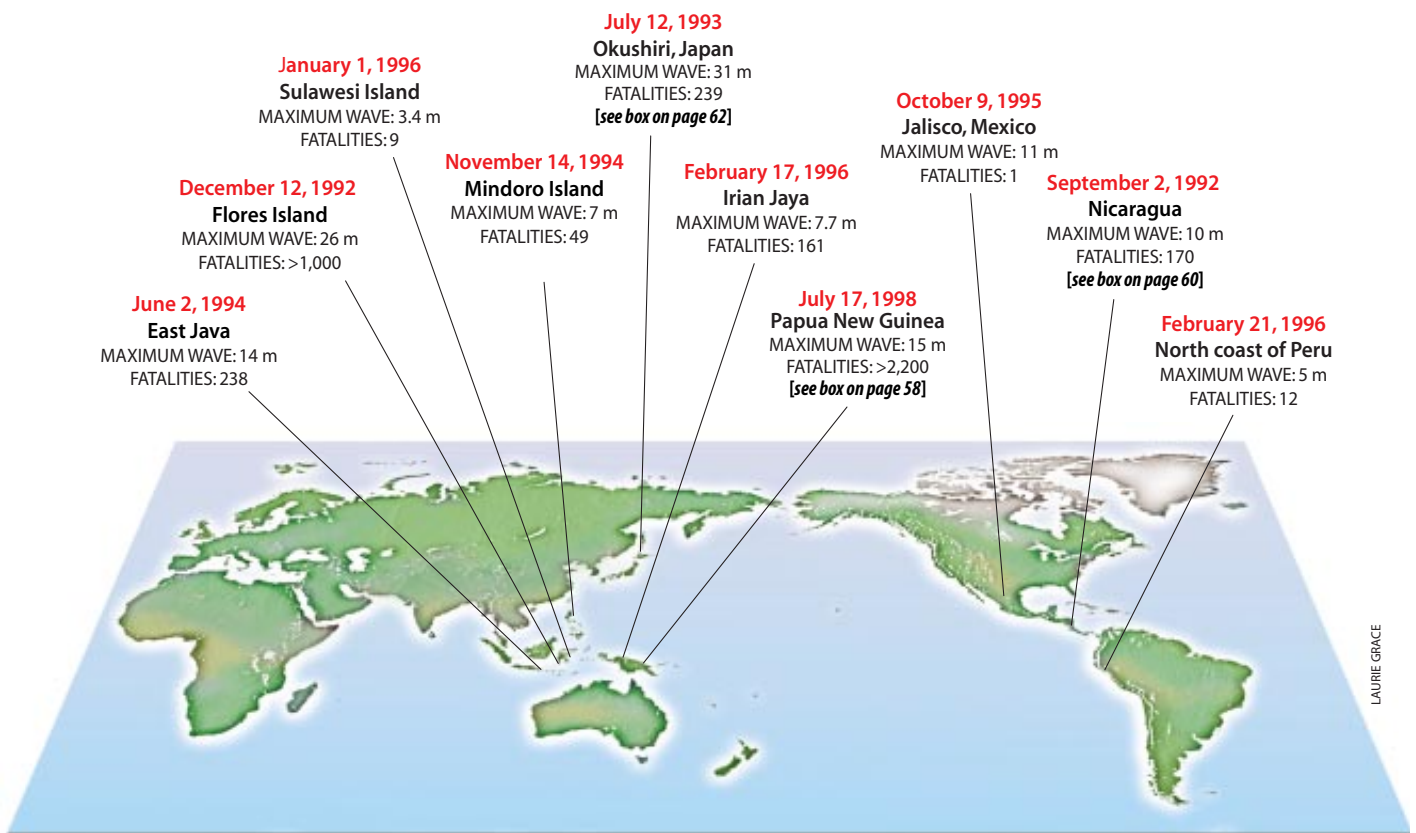 July 12, 1993
Okushiri, Japan
MAXIMUM WAVE: 31 m
FATALITIES: 239
[see box on page 62]
January 1, 1996
Sulawesi Island
MAXIMUM WAVE: 3.4 m
FATALITIES: 9
October 9, 1995
Jalisco, Mexico
MAXIMUM WAVE: 11 m
FATALITIES: 1
November 14, 1994
Mindoro Island
MAXIMUM WAVE: 7 m
FATALITIES: 49
February 17, 1996
Irian Jaya
MAXIMUM WAVE: 7.7 m
FATALITIES: 161
September 2, 1992
Nicaragua
MAXIMUM WAVE: 10 m
FATALITIES: 170
[see box on page 60]
December 12, 1992
Flores Island
MAXIMUM WAVE: 26 m
FATALITIES: >1,000
June 2, 1994
East Java
MAXIMUM WAVE: 14 m
FATALITIES: 238
July 17, 1998
Papua New Guinea
MAXIMUM WAVE: 15 m
FATALITIES: >2,200
[see box on page 58]
February 21, 1996
North coast of Peru
MAXIMUM WAVE: 5 m
FATALITIES: 12
LAURIE GRACE